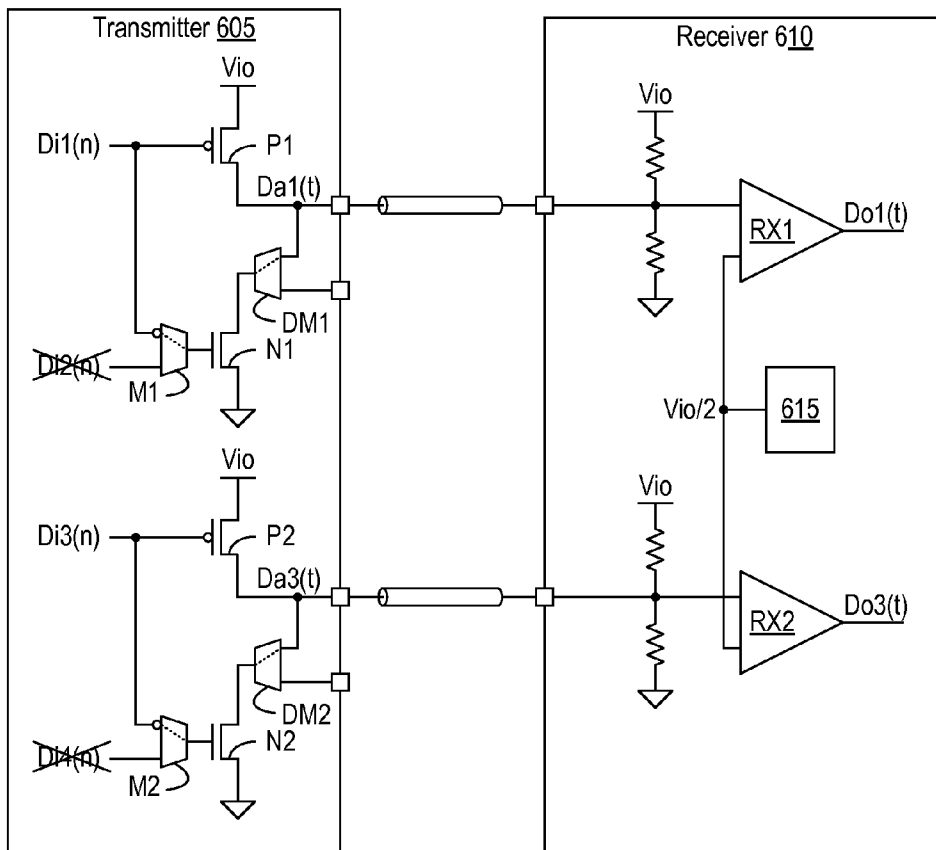 Transmitter 605
Receiver 610
Vio
Di1(n)
P1
Da1(t)
DM1
N1
Di2(n)
M1
Vio
RX1
Do1(t)
Vio/2
615
Vio
Di3(n)
P2
Da3(t)
DM2
N2
Di4(n)
M2
Vio
RX2
Do3(t)